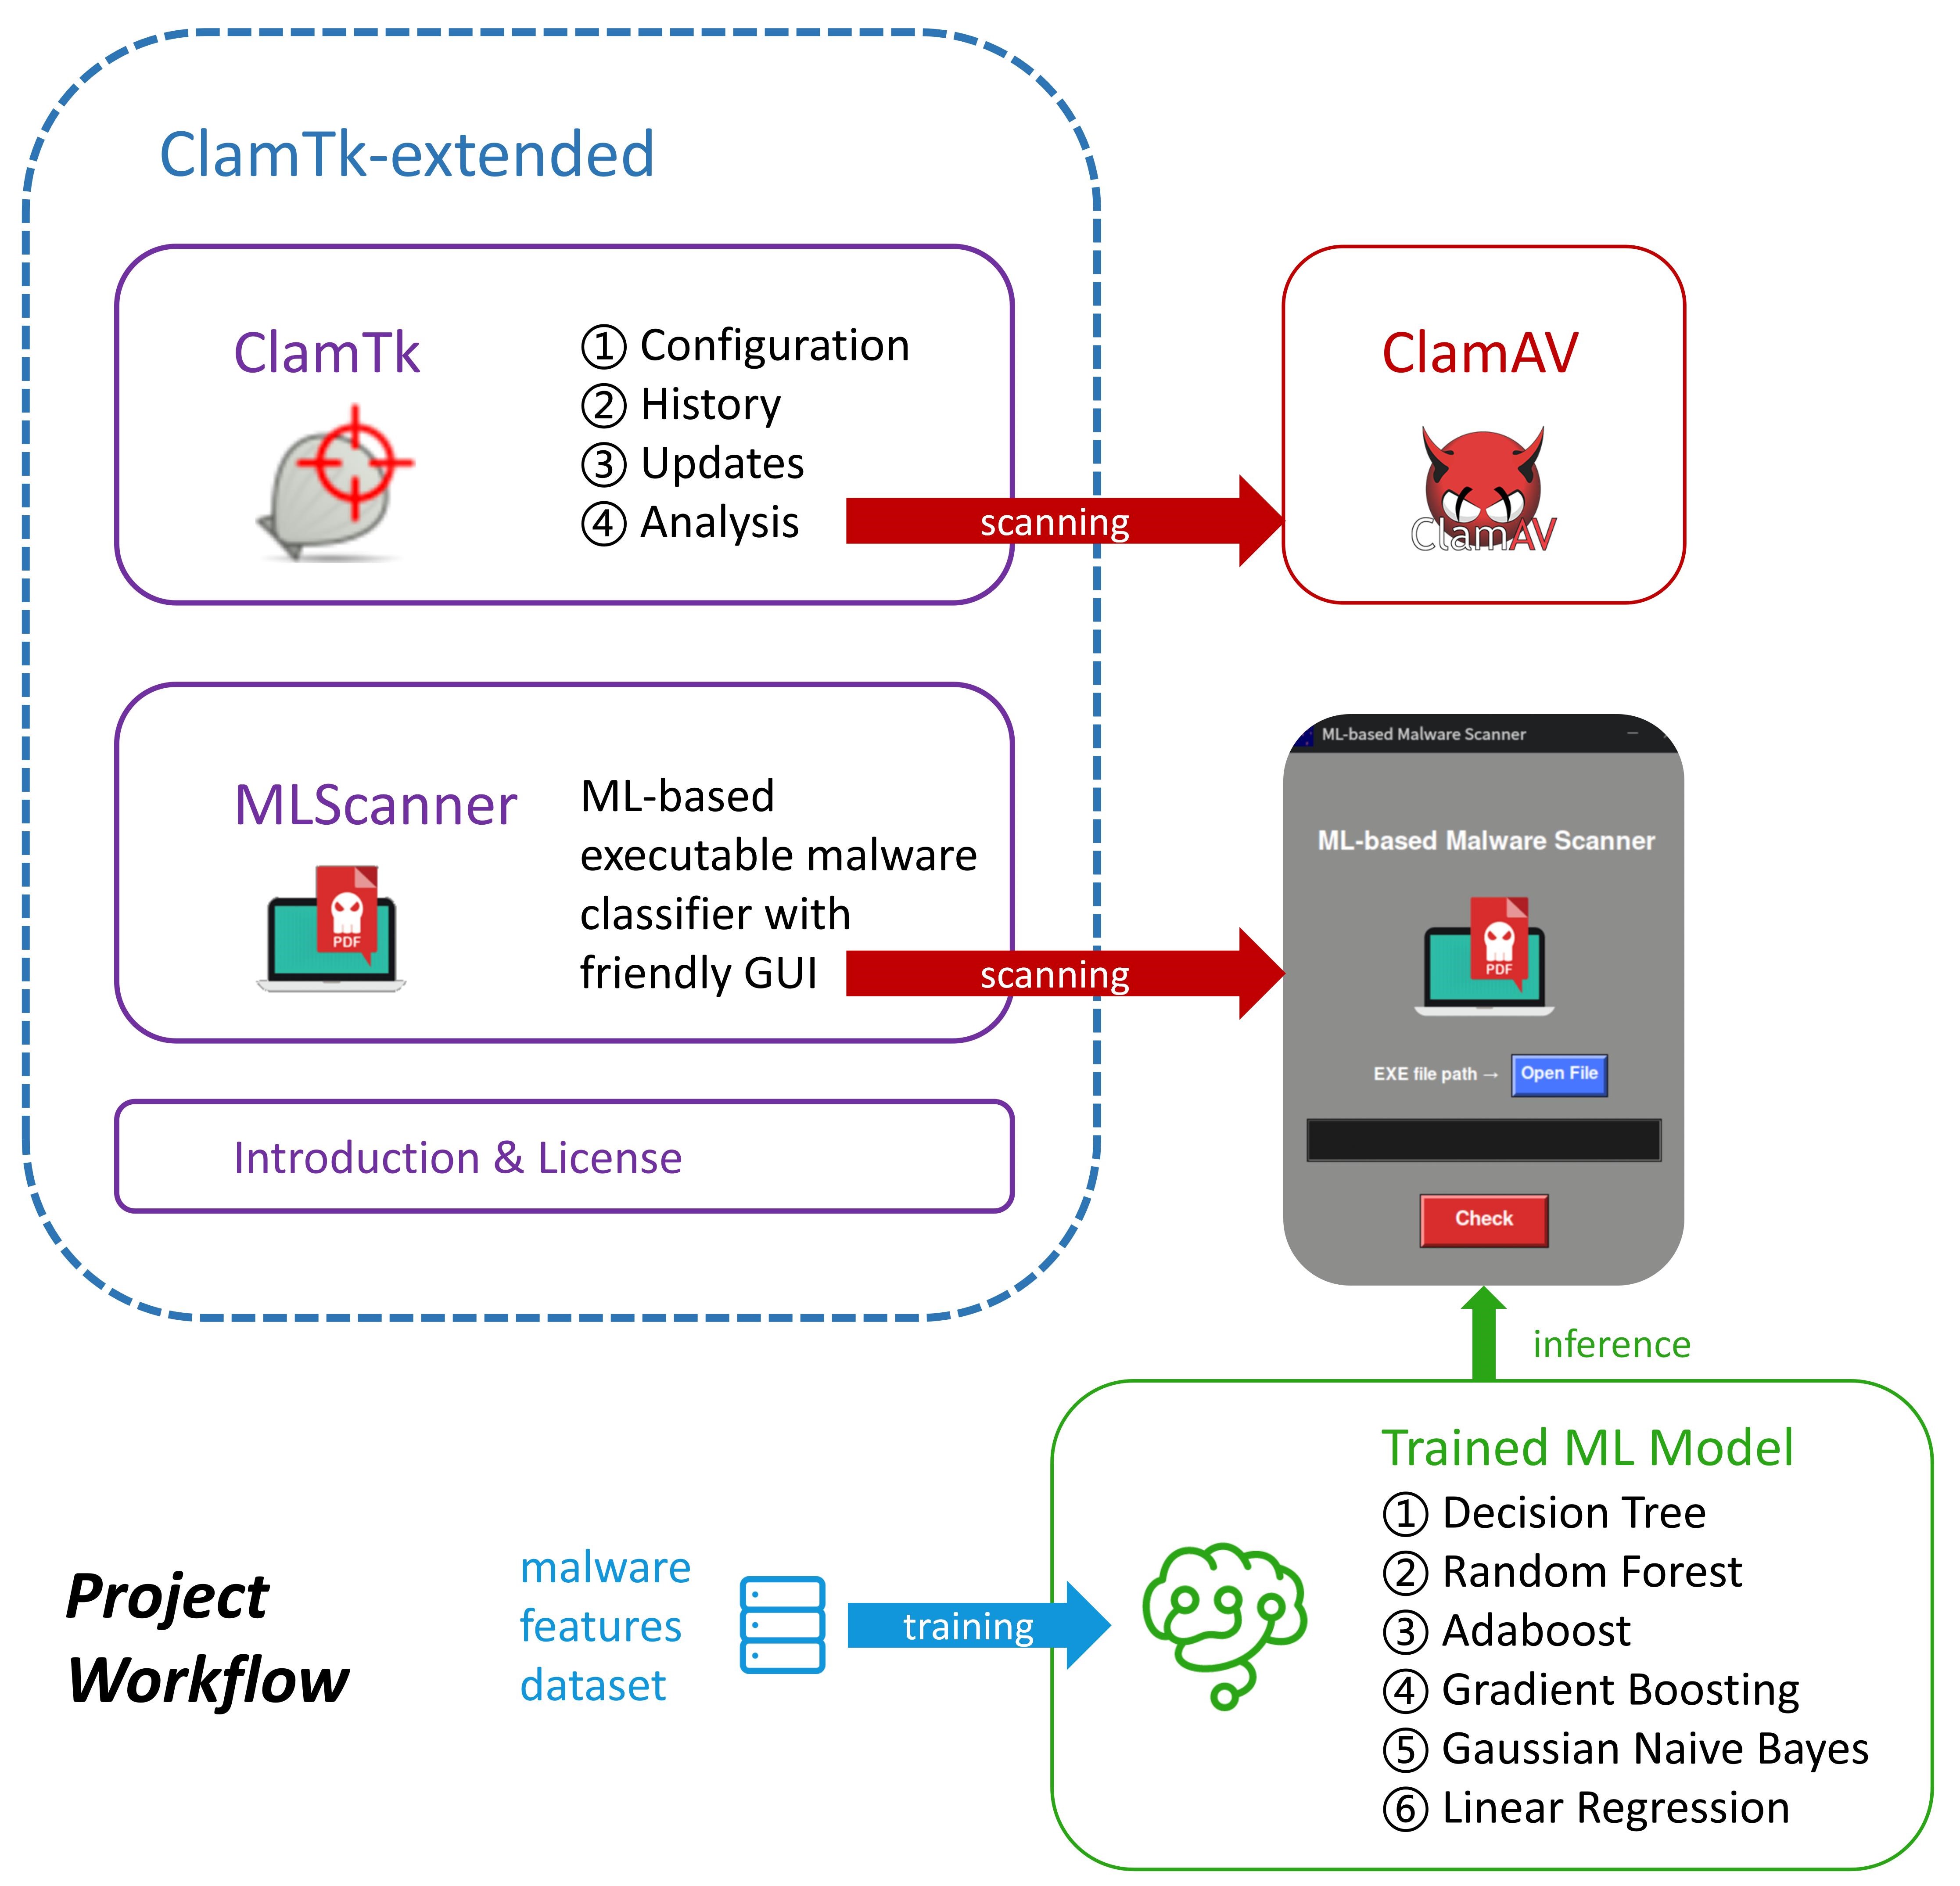 ClamTk-extended
ClamTk
① Configuration
② History
③ Updates
④ Analysis
scanning
ClamAV
ClamAV
MLScanner
PDF
ML-based
executable malware
classifier with
friendly GUI
scanning
ML-based Malware Scanner
ML-based Malware Scanner
PDF
EXE file path →
Open File
Check
Introduction & License
inference
Trained ML Model
① Decision Tree
② Random Forest
③ Adaboost
④ Gradient Boosting
⑤ Gaussian Naive Bayes
⑥ Linear Regression
Project
Workflow
malware
features
dataset
training